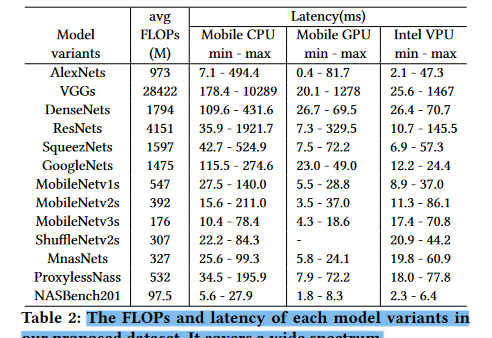 Model avg Latency(ms)
variants FLOPs (M) Mobile CPU min - max Mobile GPU min - max Intel VPU min - max
AlexNets 973 7.1 - 494.4 0.4 - 81.7 2.1 - 47.3
VGGs 28422 178.4 - 10289 20.1 - 1278 25.6 - 1467
DenseNets 1794 109.6 - 431.6 26.7 - 69.5 26.4 - 70.7
ResNets 4151 35.9 - 1921.7 7.3 - 329.5 10.7 - 145.5
SqueezNets 1597 42.7 - 524.9 7.5 - 72.2 6.9 - 57.3
GoogleNets 1475 115.5 - 274.6 23.0 - 49.0 12.2 - 24.4
MobileNetv1s 547 27.5 - 140.0 5.5 - 28.8 8.9 - 37.0
MobileNetv2s 392 15.6 - 211.0 3.5 - 37.0 11.3 - 86.1
MobileNetv3s 176 10.4 - 78.4 4.3 - 18.6 17.4 - 70.8
ShuffleNetv2s 307 22.2 - 84.3 - 20.9 - 44.2
MnasNets 327 25.6 - 99.3 5.8 - 24.1 19.8 - 60.9
ProxylessNass 532 34.5 - 195.9 7.9 - 72.2 18.0 - 77.8
NASBench201 97.5 5.6 - 27.9 1.8 - 8.3 2.3 - 6.4
Table 2: The FLOPs and latency of each model variants in
our proposed dataset. It covers a wide spectrum.